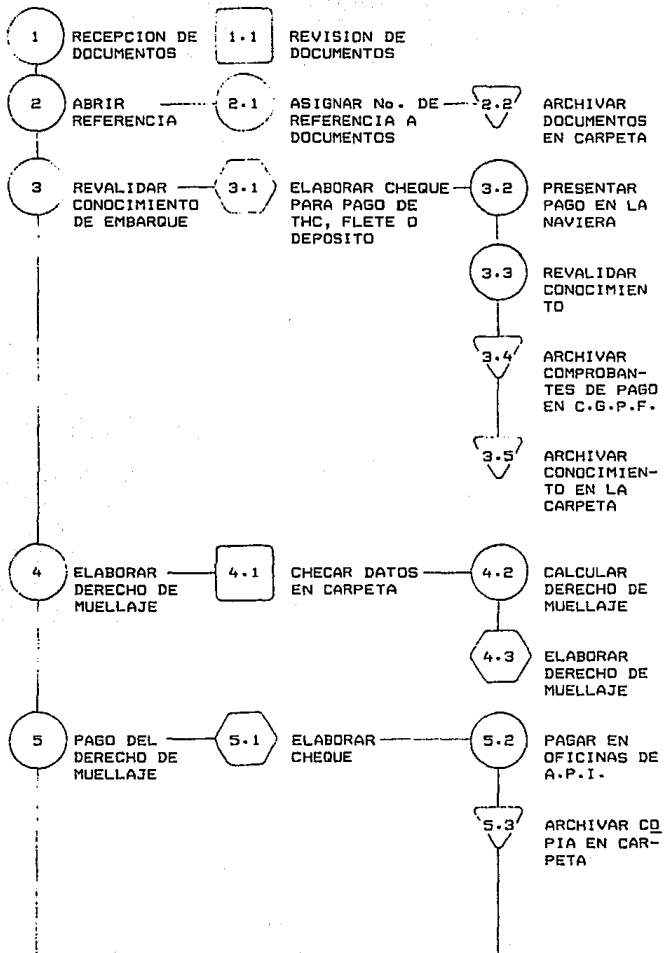 1 RECEPCION DE 1.1 REVISION DE
DOCUMENTOS DOCUMENTOS
2 ABRIR 2.1 ASIGNAR No. DE 2.2 ARCHIVAR
REFERENCIA REFERENCIA A DOCUMENTOS
DOCUMENTOS EN CARPETA
3 REVALIDAR 3.1 ELABORAR CHEQUE 3.2 PRESENTAR
CONOCIMIENTO PARA PAGO DE PAGO EN LA
DE EMBARQUE THC, FLETE O NAVIERA
DEPOSITO
3.3 REVALIDAR
CONOCIMIEN
TO
3.4 ARCHIVAR
COMPROBAN-
TES DE PAGO
EN C.G.P.F.
3.5 ARCHIVAR
CONOCIMIEN-
TO EN LA
CARPETA
4 ELABORAR 4.1 CHECAR DATOS 4.2 CALCULAR
DERECHO DE EN CARPETA DERECHO DE
MUELLAJE MUELLAJE
4.3 ELABORAR
DERECHO DE
MUELLAJE
5 PAGO DEL 5.1 ELABORAR 5.2 PAGAR EN
DERECHO DE CHEQUE OFICINAS DE
MUELLAJE A.P.I.
5.3 ARCHIVAR CO
PIA EN CAR-
PETA